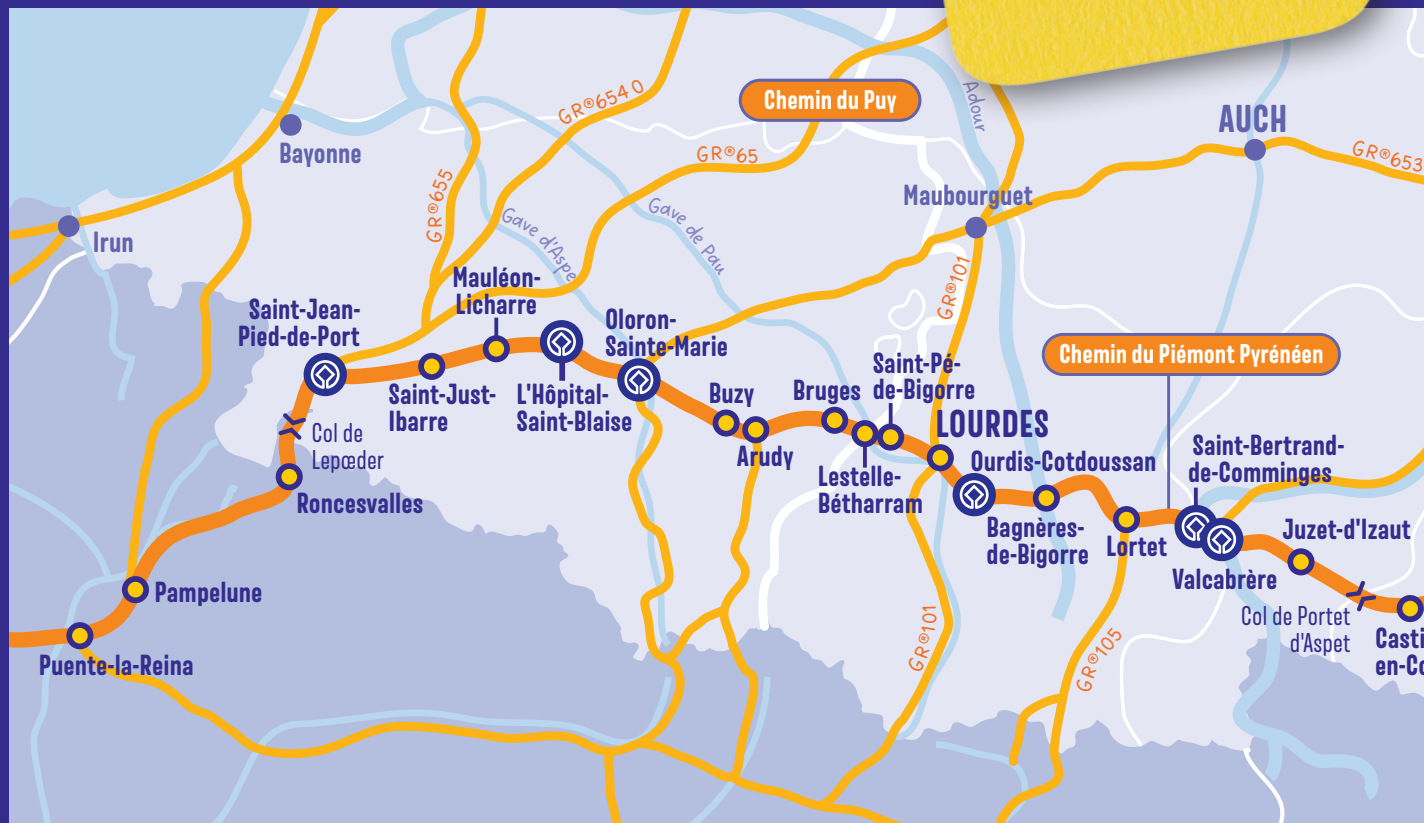 Chemin du Puy
GR®654 0
Adour
AUCH
Bayonne
GR®65
GR®653
GR®655
Maubourguet
Irun
Gave d'Aspe
Gave de Pau
Mauléon-
Licharre
GR®101
Saint-Jean-
Pied-de-Port
Oloron-
Sainte-Marie
Chemin du Piémont Pyrénéen
Saint-Pé-
de-Bigorre
Saint-Just-
Ibarre
L'Hôpital-
Saint-Blaise
Buzy
Bruges
LOURDES
Col de
Lepœder
Arudy
Ourdis-Cotdoussan
Saint-Bertrand-
de-Comminges
Lestelle-
Bétharram
Roncesvalles
Bagnères-
de-Bigorre
Lortet
Juzet-d'Izaut
Valcabrère
Pampelune
Col de Portet
d'Aspet
GR®101
GR®105
Puente-la-Reina
Casti
en-Co